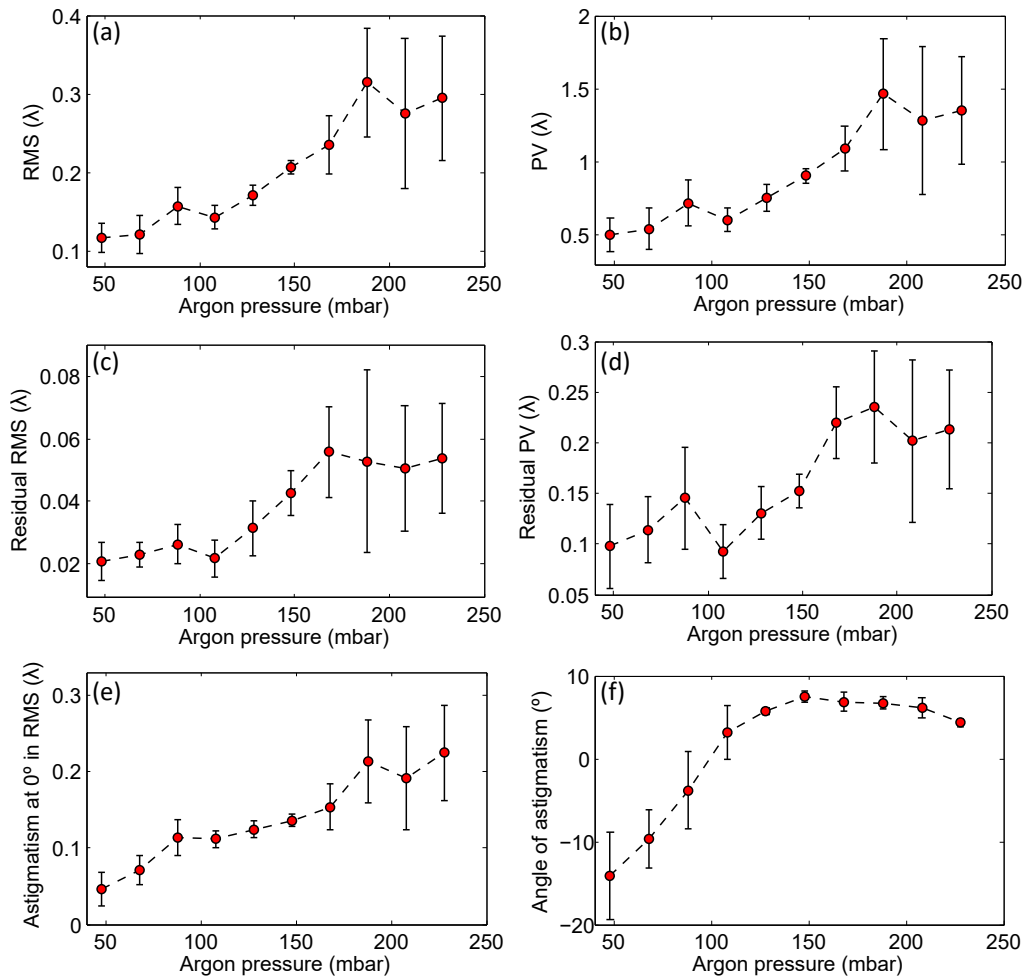 (a)
RMS (λ)
0.4
0.3
0.2
0.1
50 100 150 200 250
Argon pressure (mbar)
(b)
PV (λ)
2
1.5
1
0.5
50 100 150 200 250
Argon pressure (mbar)
(c)
Residual RMS (λ)
0.08
0.06
0.04
0.02
50 100 150 200 250
Argon pressure (mbar)
(d)
Residual PV (λ)
0.3
0.25
0.2
0.15
0.1
0.05
50 100 150 200 250
Argon pressure (mbar)
(e)
Astigmatism at 0º in RMS (λ)
0.3
0.2
0.1
0
50 100 150 200 250
Argon pressure (mbar)
(f)
Angle of astigmatism (º)
10
0
−10
−20
50 100 150 200 250
Argon pressure (mbar)